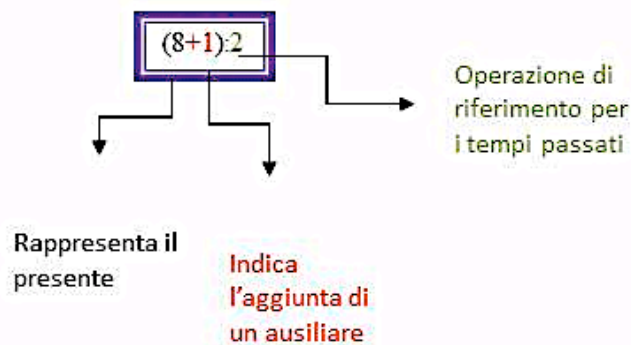 (8+1):2
Operazione di
riferimento per
i tempi passati
Rappresenta il
presente
Indica
l'aggiunta di
un ausiliare